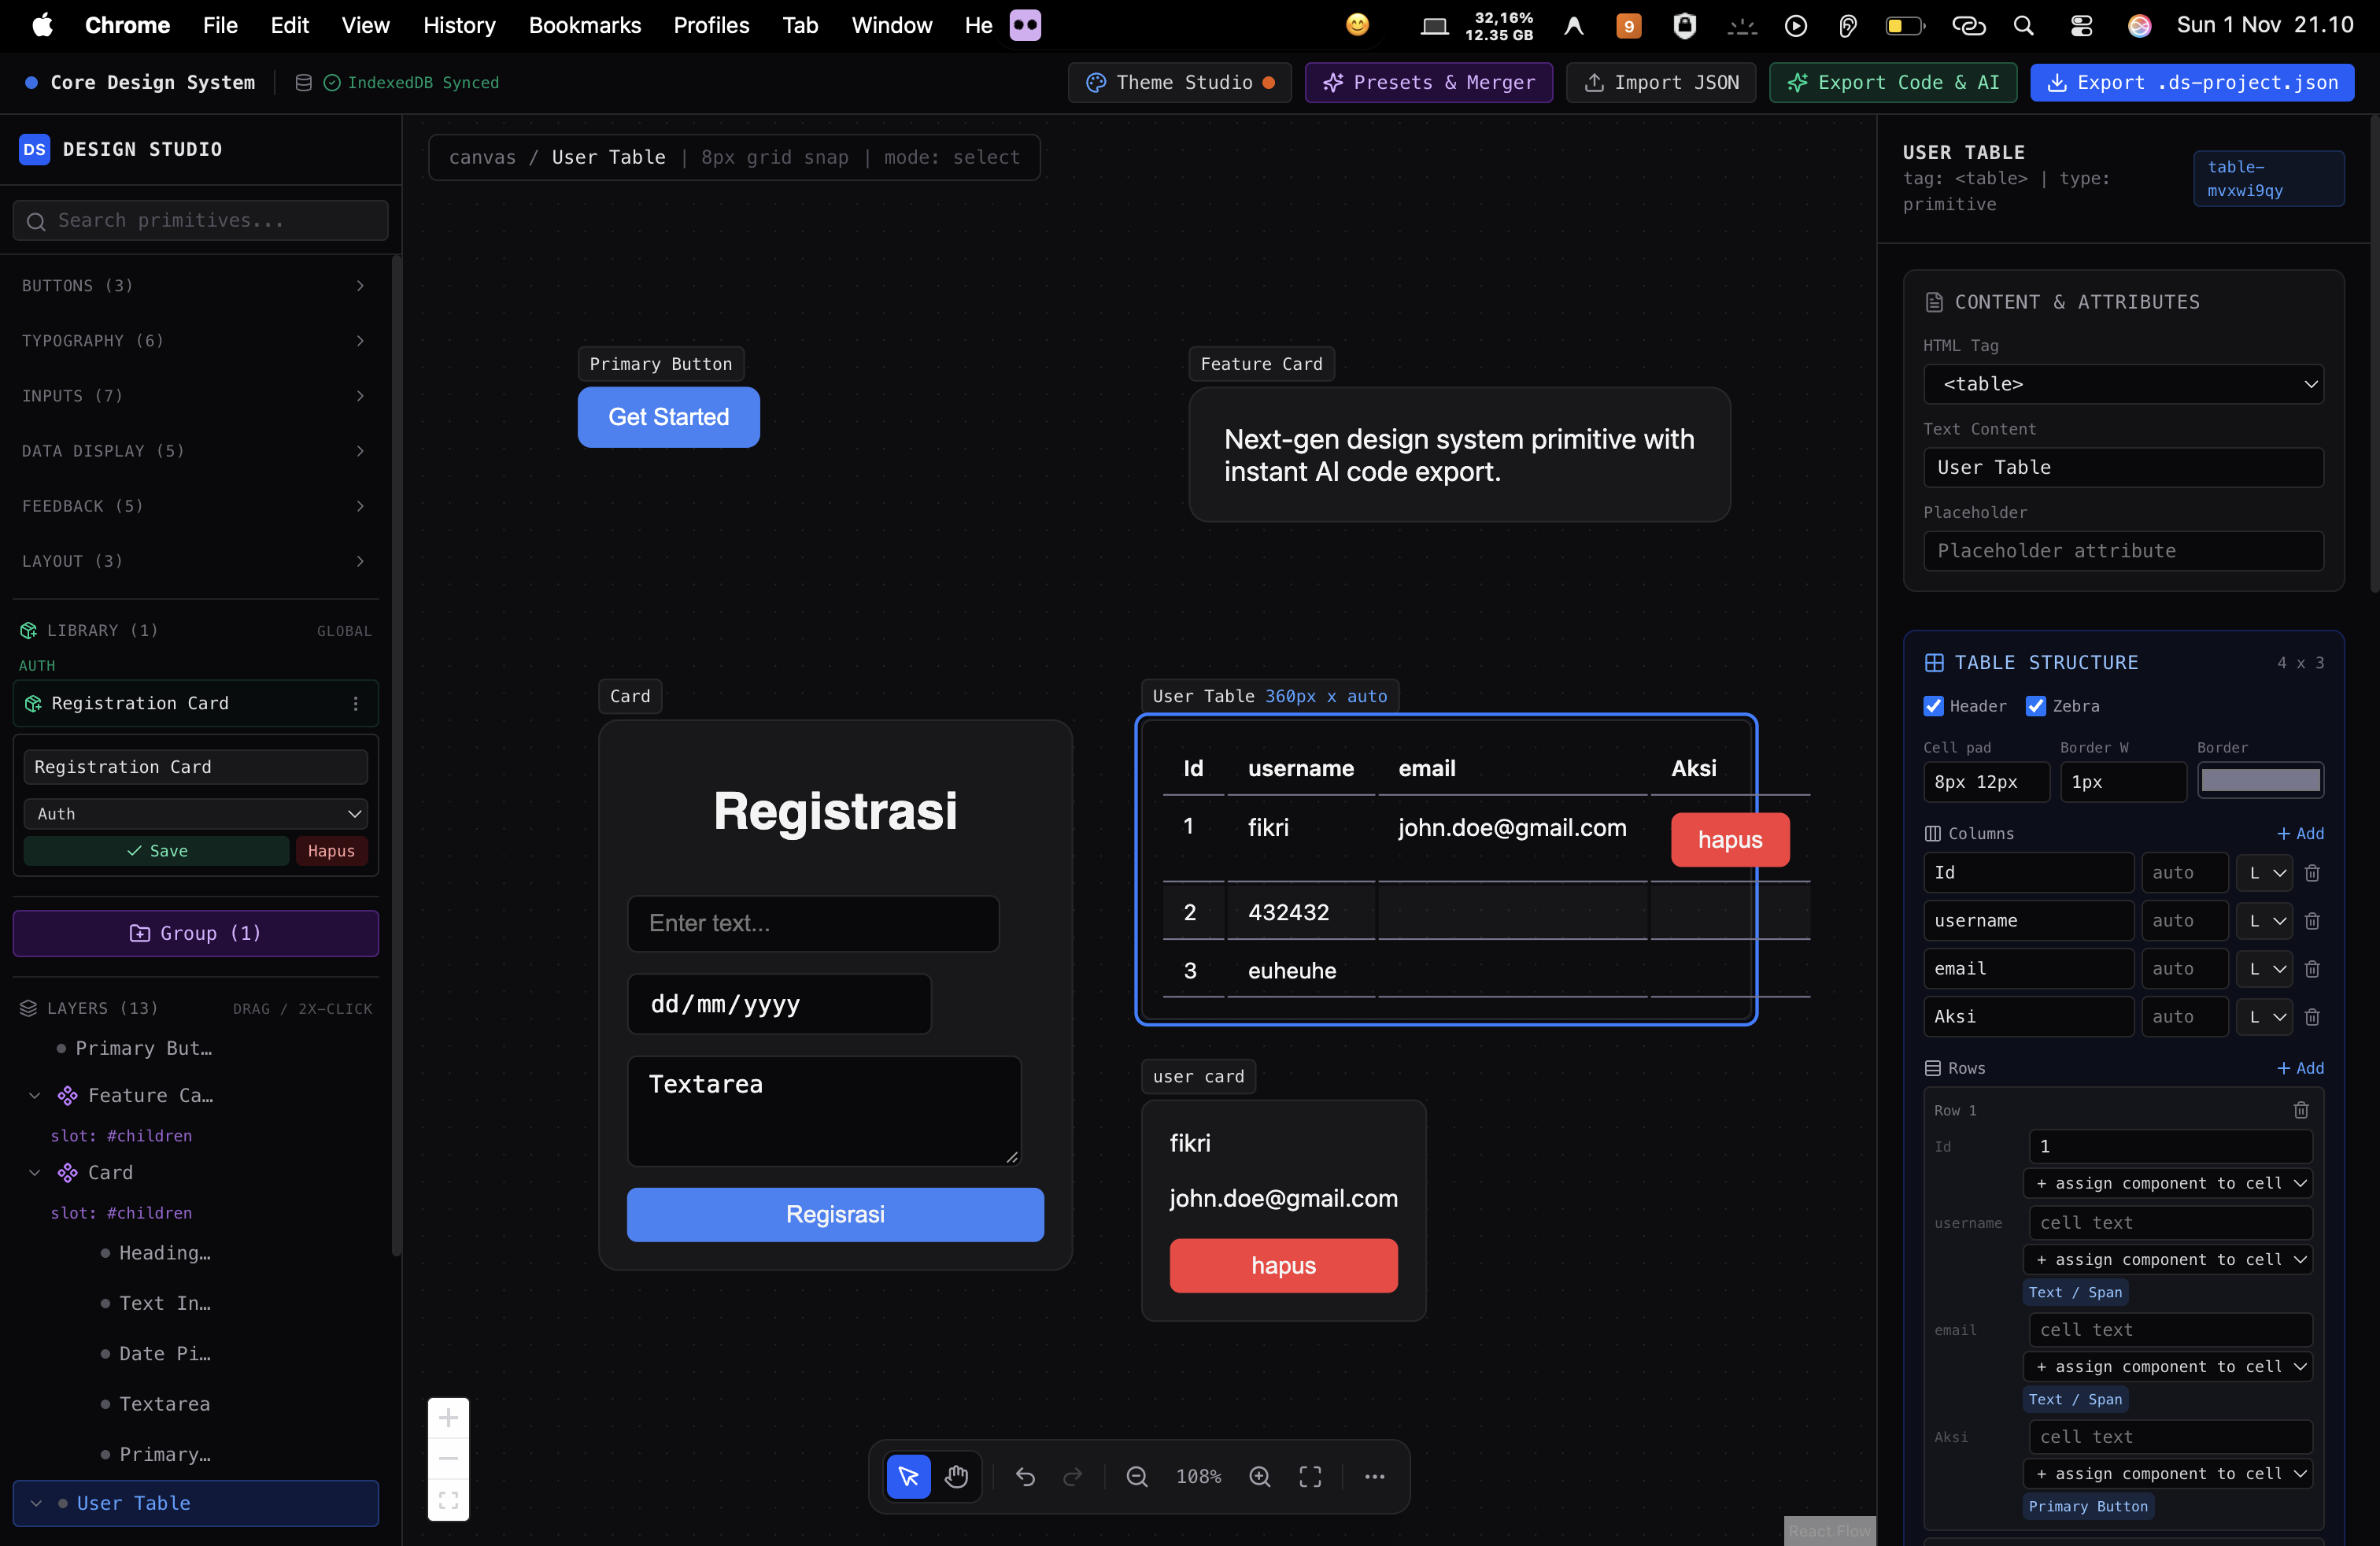 Chrome File Edit View History Bookmarks Profiles Tab Window He
32,16%
12.35 GB
9
Sun 1 Nov 21.10
Core Design System
IndexedDB Synced
Theme Studio
Presets & Merger
Import JSON
Export Code & AI
Export .ds-project.json
DS DESIGN STUDIO
Search primitives...
BUTTONS (3)
TYPOGRAPHY (6)
INPUTS (7)
DATA DISPLAY (5)
FEEDBACK (5)
LAYOUT (3)
LIBRARY (1) GLOBAL
AUTH
Registration Card
Registration Card
Auth
Save
Hapus
Group (1)
LAYERS (13) DRAG / 2X-CLICK
Primary But…
Feature Ca…
slot: #children
Card
slot: #children
Heading…
Text In…
Date Pi…
Textarea
Primary…
User Table
canvas / User Table | 8px grid snap | mode: select
Primary Button
Get Started
Feature Card
Next-gen design system primitive with
instant AI code export.
Card
Registrasi
Enter text...
dd/mm/yyyy
Textarea
Regisrasi
User Table 360px x auto
Id username email Aksi
1 fikri john.doe@gmail.com hapus
2 432432
3 euheuhe
user card
fikri
john.doe@gmail.com
hapus
108%
React Flow
USER TABLE
tag: <table> | type:
primitive
table-
mvxwi9qy
CONTENT & ATTRIBUTES
HTML Tag
<table>
Text Content
User Table
Placeholder
Placeholder attribute
TABLE STRUCTURE 4 x 3
Header Zebra
Cell pad Border W Border
8px 12px 1px
Columns + Add
Id auto L
username auto L
email auto L
Aksi auto L
Rows + Add
Row 1
Id 1
+ assign component to cell
username cell text
+ assign component to cell
Text / Span
email cell text
+ assign component to cell
Text / Span
Aksi cell text
+ assign component to cell
Primary Button